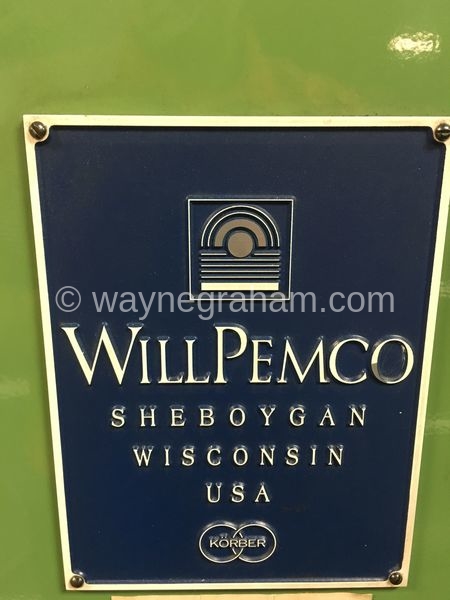 © waynegraham.com
WILLPEMCO
SHEBOYGAN
WISCONSIN
USA
KÖRBER